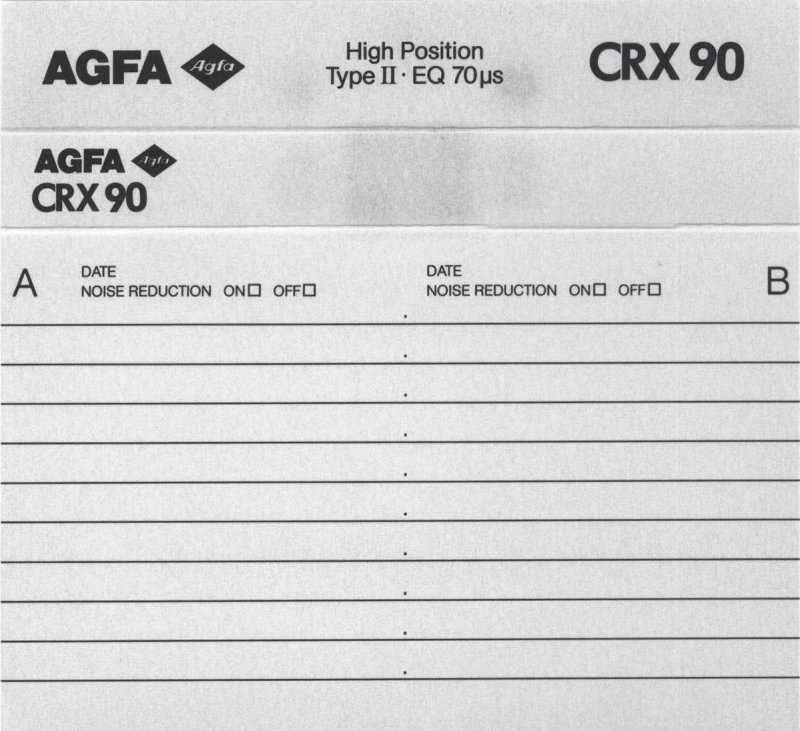 AGFA Agfa
High Position
Type II · EQ 70µs
CRX 90
AGFA Agfa
CRX 90
A
DATE
NOISE REDUCTION ON☐ OFF☐
DATE
NOISE REDUCTION ON☐ OFF☐
B